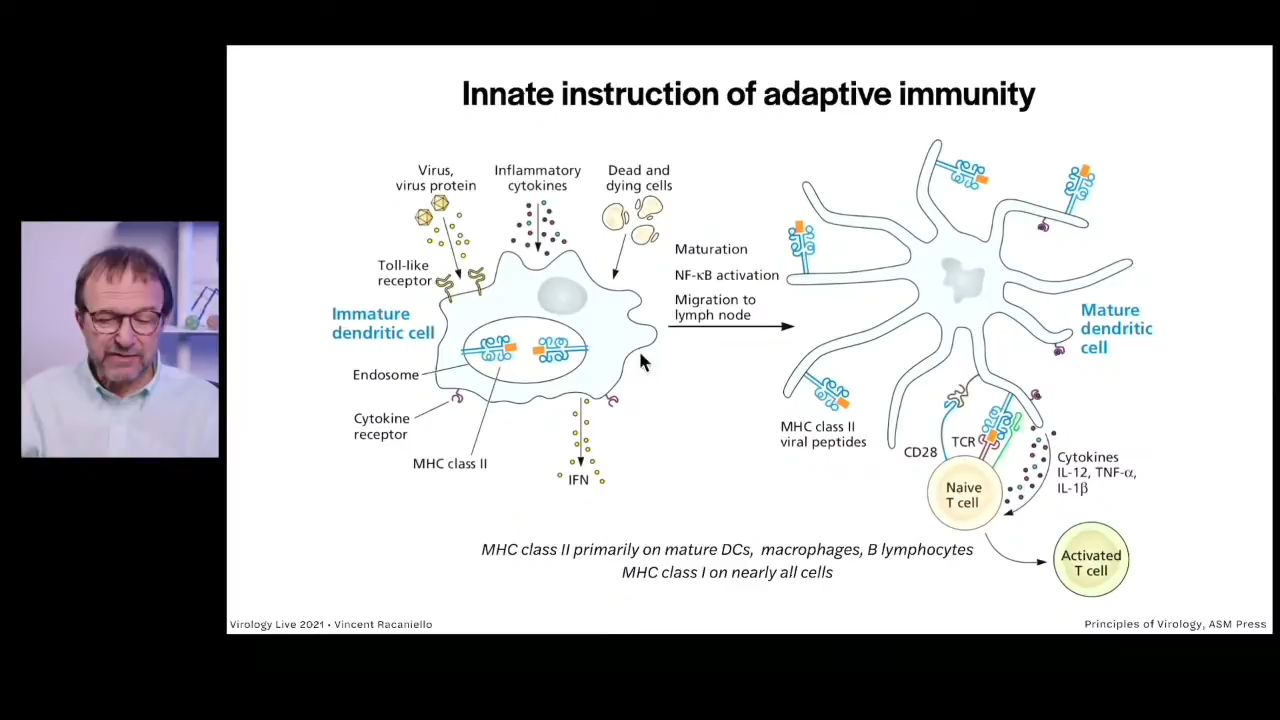 Innate instruction of adaptive immunity
Virus,
virus protein
Inflammatory
cytokines
Dead and
dying cells
Toll-like
receptor
Immature
dendritic cell
Endosome
Cytokine
receptor
MHC class II
IFN
Maturation
NF-κB activation
Migration to
lymph node
Mature
dendritic
cell
MHC class II
viral peptides
CD28
TCR
Naive
T cell
Cytokines
IL-12, TNF-α,
IL-1β
Activated
T cell
MHC class II primarily on mature DCs, macrophages, B lymphocytes
MHC class I on nearly all cells
Virology Live 2021 • Vincent Racaniello
Principles of Virology, ASM Press